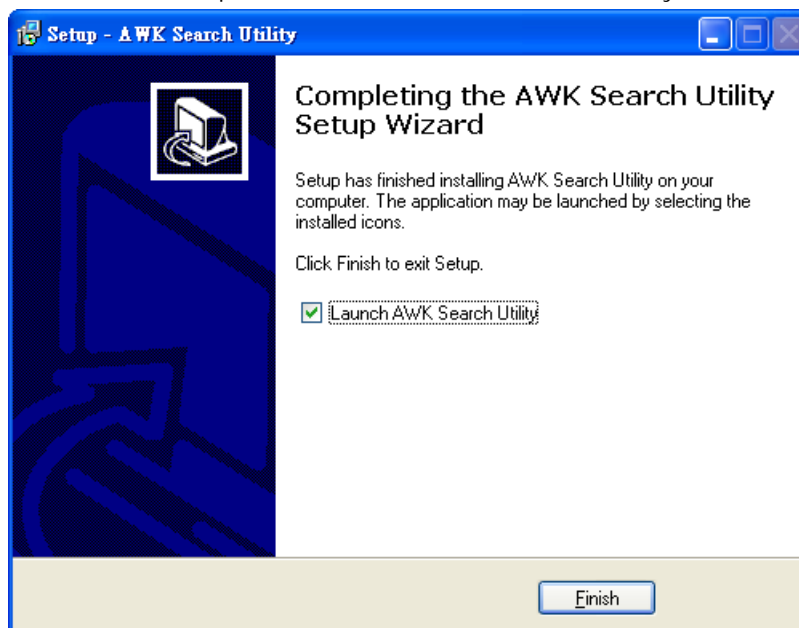 Setup - AWK Search Utility
Completing the AWK Search Utility
Setup Wizard
Setup has finished installing AWK Search Utility on your
computer. The application may be launched by selecting the
installed icons.
Click Finish to exit Setup.
Launch AWK Search Utility
Finish